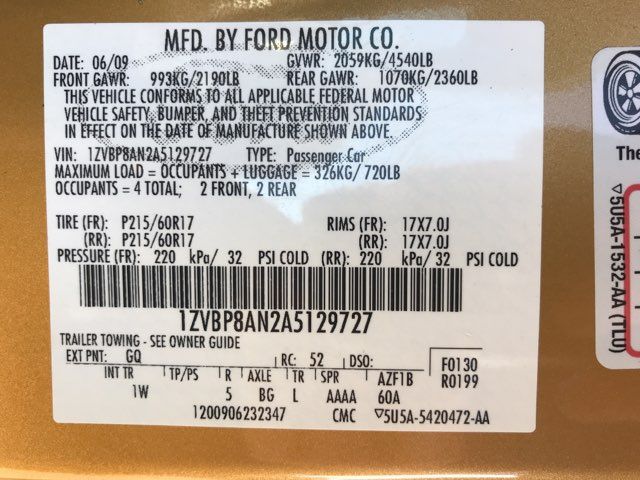 MFD. BY FORD MOTOR CO.
DATE: 06/09 GVWR: 2059KG/4540LB
FRONT GAWR: 993KG/2190LB REAR GAWR: 1070KG/2360LB
THIS VEHICLE CONFORMS TO ALL APPLICABLE FEDERAL MOTOR
VEHICLE SAFETY, BUMPER, AND THEFT PREVENTION STANDARDS
IN EFFECT ON THE DATE OF MANUFACTURE SHOWN ABOVE.
VIN: 1ZVBP8AN2A5129727 TYPE: Passenger Car
MAXIMUM LOAD = OCCUPANTS + LUGGAGE = 326KG/ 720LB
OCCUPANTS = 4 TOTAL; 2 FRONT, 2 REAR
TIRE (FR): P215/60R17 RIMS (FR): 17X7.0J
(RR): P215/60R17 (RR): 17X7.0J
PRESSURE (FR): 220 kPa/ 32 PSI COLD (RR): 220 kPa/ 32 PSI COLD
1ZVBP8AN2A5129727
TRAILER TOWING - SEE OWNER GUIDE
EXT PNT: GQ RC: 52 DSO: F0130
R0199
INT TR TP/PS R AXLE TR SPR AZF1B
1W 5 BG L AAAA 60A
1200906232347 CMC ▽5U5A-5420472-AA
The
▽5U5A-1532-AA (TLU)